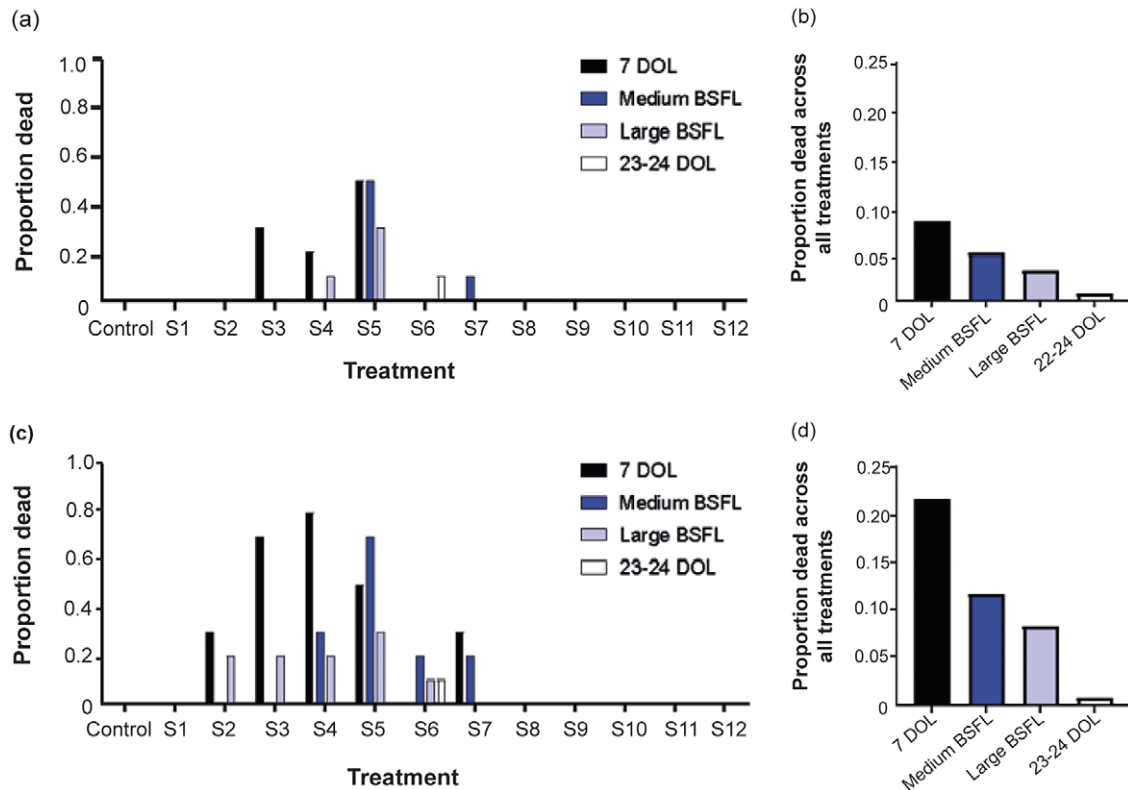 (a)
1.0
0.8
0.6
0.4
0.2
0
Proportion dead
7 DOL
Medium BSFL
Large BSFL
23-24 DOL
Control S1 S2 S3 S4 S5 S6 S7 S8 S9 S10 S11 S12
Treatment
(b)
0.25
0.20
0.15
0.10
0.05
0
Proportion dead across
all treatments
7 DOL
Medium BSFL
Large BSFL
22-24 DOL
(c)
1.0
0.8
0.6
0.4
0.2
0
Proportion dead
7 DOL
Medium BSFL
Large BSFL
23-24 DOL
Control S1 S2 S3 S4 S5 S6 S7 S8 S9 S10 S11 S12
Treatment
(d)
0.25
0.20
0.15
0.10
0.05
0
Proportion dead across
all treatments
7 DOL
Medium BSFL
Large BSFL
23-24 DOL